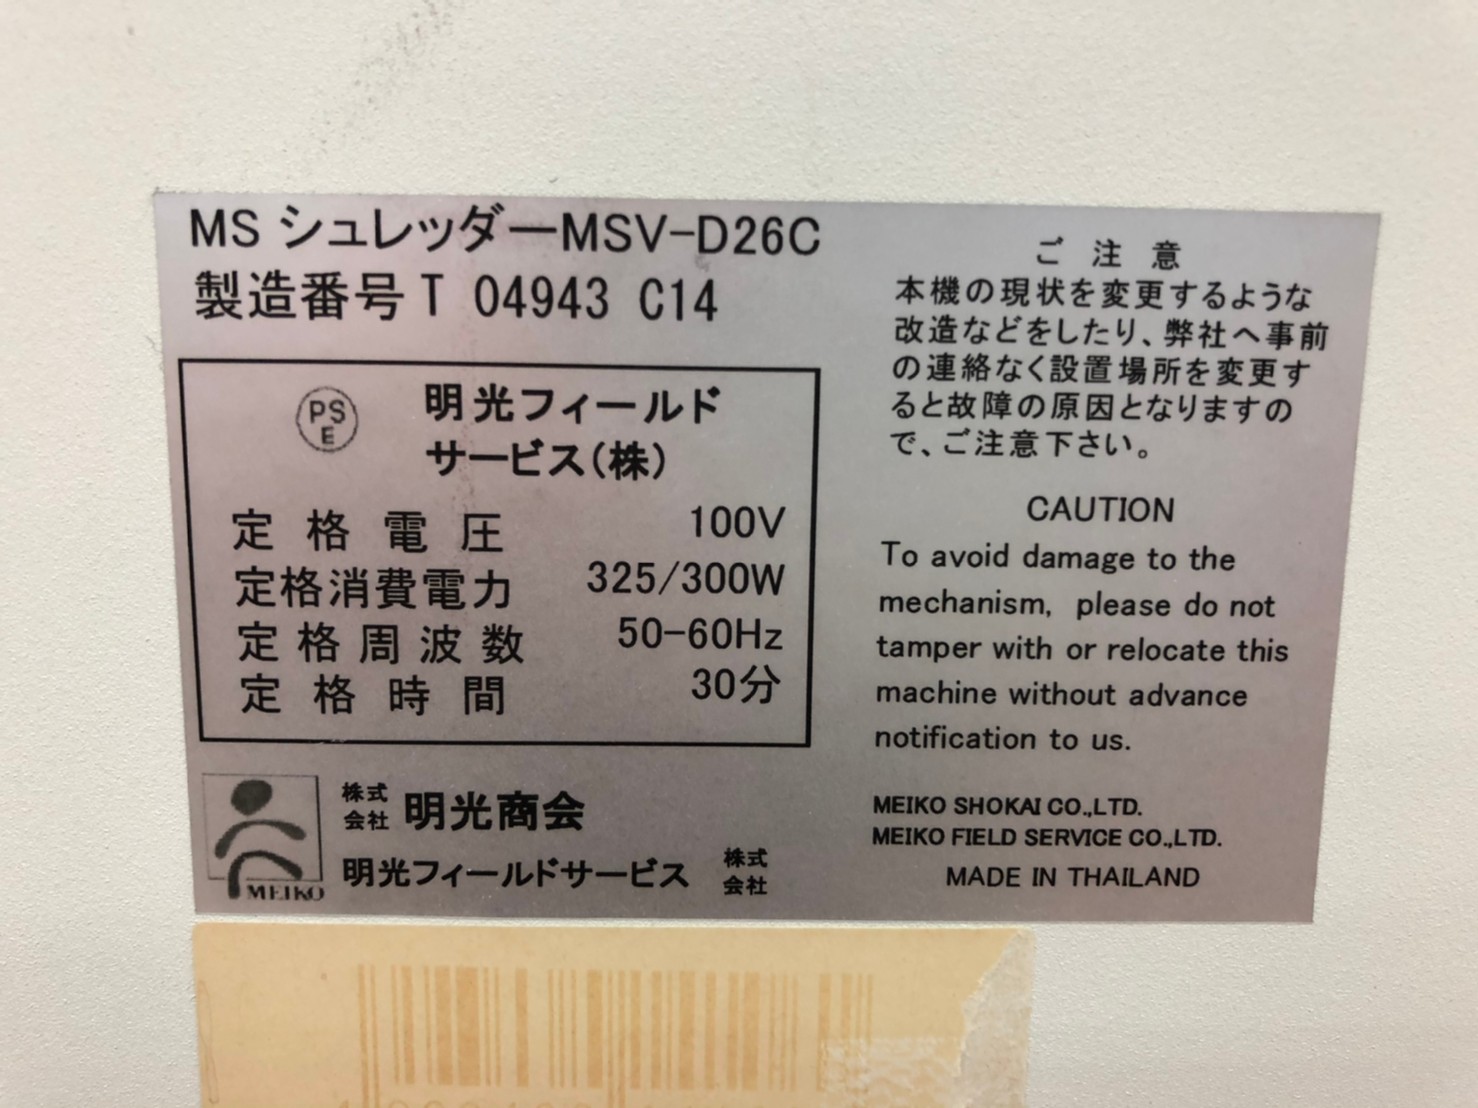 MS シュレッダーMSV-D26C
製造番号 T 04943 C14
PS
E
明光フィールド
サービス(株)
定格電圧 100V
定格消費電力 325/300W
定格周波数 50-60Hz
定格時間 30分
MEIKO
株式
会社 明光商会
明光フィールドサービス 株式
会社
ご注意
本機の現状を変更するような
改造などをしたり、弊社へ事前
の連絡なく設置場所を変更す
ると故障の原因となりますの
で、ご注意下さい。
CAUTION
To avoid damage to the
mechanism, please do not
tamper with or relocate this
machine without advance
notification to us.
MEIKO SHOKAI CO.,LTD.
MEIKO FIELD SERVICE CO.,LTD.
MADE IN THAILAND